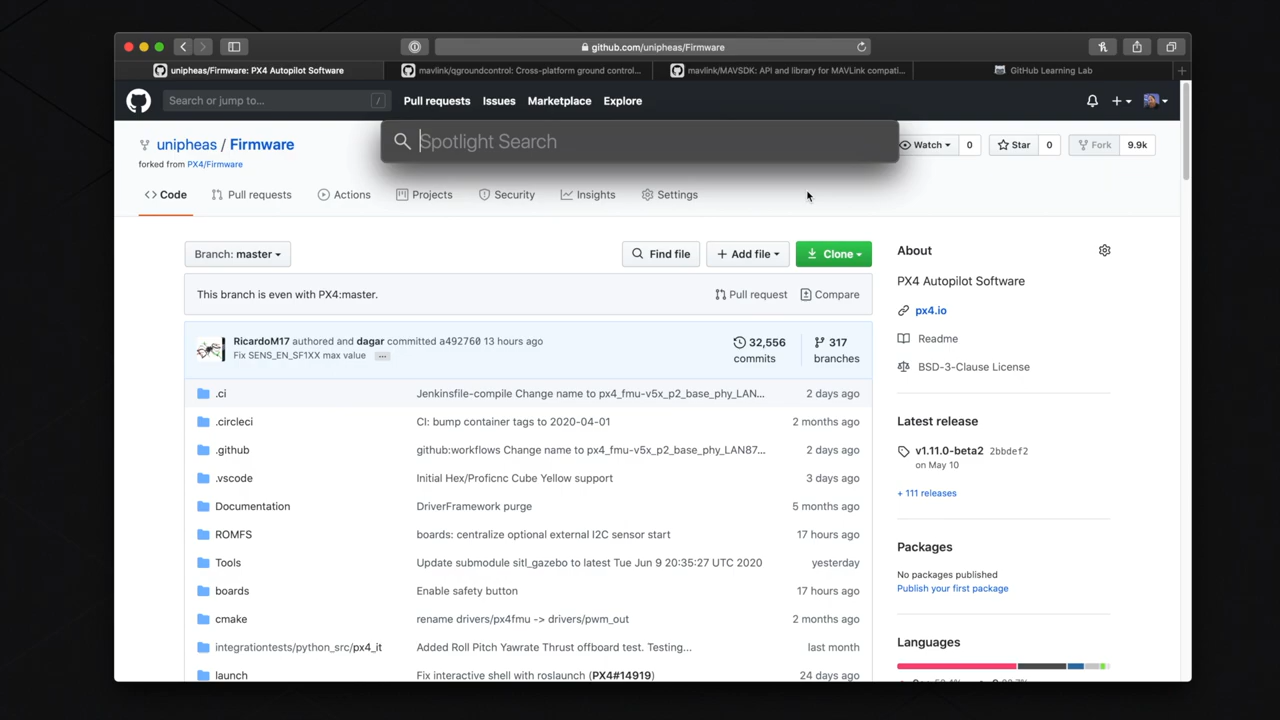 github.com/unipheas/Firmware
unipheas/Firmware: PX4 Autopilot Software
mavlink/qgroundcontrol: Cross-platform ground control...
mavlink/MAVSDK: API and library for MAVLink compati...
GitHub Learning Lab
Search or jump to...
/
Pull requests
Issues
Marketplace
Explore
Spotlight Search
unipheas / Firmware
forked from PX4/Firmware
Watch 0
Star 0
Fork 9.9k
Code
Pull requests
Actions
Projects
Security
Insights
Settings
Branch: master
Find file
Add file
Clone
This branch is even with PX4:master.
Pull request
Compare
RicardoM17 authored and dagar committed a492760 13 hours ago
Fix SENS_EN_SF1XX max value ...
32,556
commits
317
branches
.ci Jenkinsfile-compile Change name to px4_fmu-v5x_p2_base_phy_LAN... 2 days ago
.circleci CI: bump container tags to 2020-04-01 2 months ago
.github github:workflows Change name to px4_fmu-v5x_p2_base_phy_LAN87... 2 days ago
.vscode Initial Hex/Proficnc Cube Yellow support 3 days ago
Documentation DriverFramework purge 5 months ago
ROMFS boards: centralize optional external I2C sensor start 17 hours ago
Tools Update submodule sitl_gazebo to latest Tue Jun 9 20:35:27 UTC 2020 yesterday
boards Enable safety button 17 hours ago
cmake rename drivers/px4fmu -> drivers/pwm_out 2 months ago
integrationtests/python_src/px4_it Added Roll Pitch Yawrate Thrust offboard test. Testing... last month
launch Fix interactive shell with roslaunch (PX4#14919) 24 days ago
About
PX4 Autopilot Software
px4.io
Readme
BSD-3-Clause License
Latest release
v1.11.0-beta2 2bbdef2
on May 10
+ 111 releases
Packages
No packages published
Publish your first package
Languages